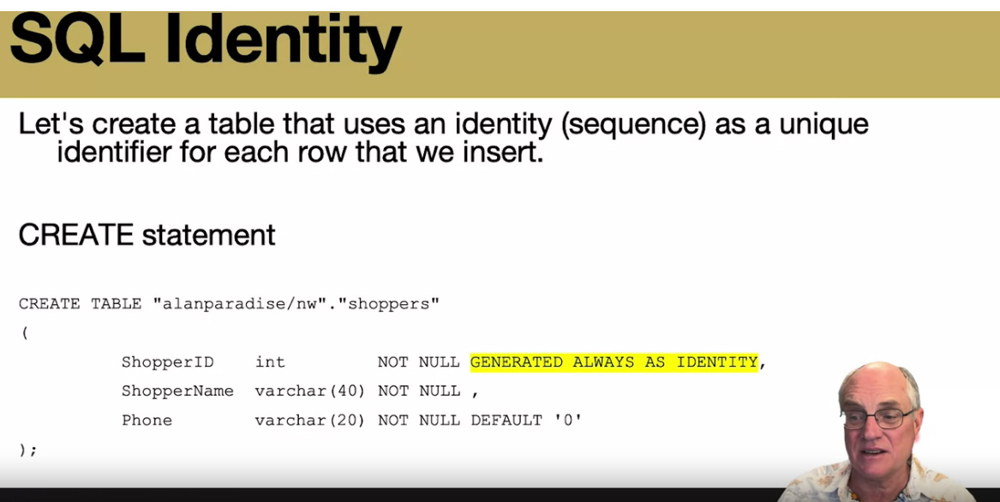 SQL Identity
Let's create a table that uses an identity (sequence) as a unique
identifier for each row that we insert.
CREATE statement
CREATE TABLE "alanparadise/nw"."shoppers"
(
ShopperID int NOT NULL GENERATED ALWAYS AS IDENTITY,
ShopperName varchar(40) NOT NULL ,
Phone varchar(20) NOT NULL DEFAULT '0'
);